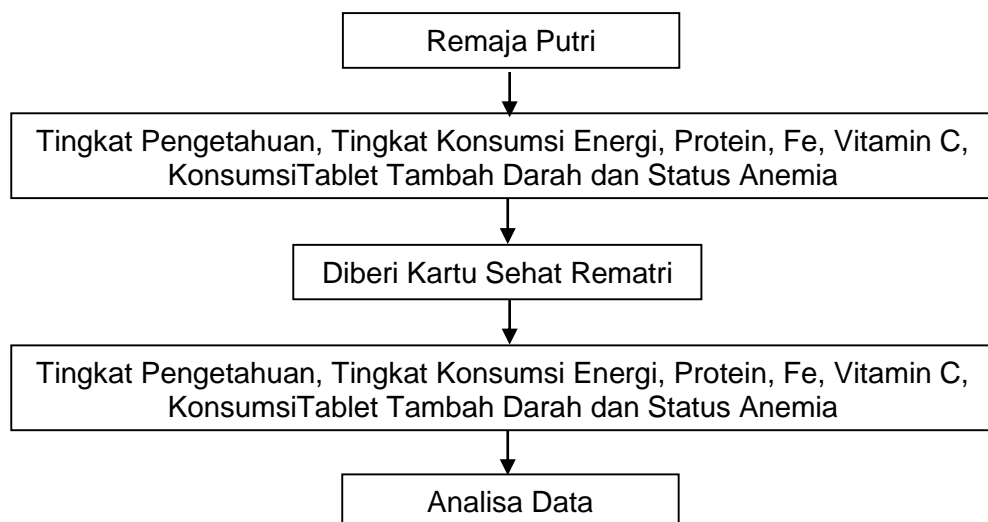 Remaja Putri
Tingkat Pengetahuan, Tingkat Konsumsi Energi, Protein, Fe, Vitamin C,
KonsumsiTablet Tambah Darah dan Status Anemia
Diberi Kartu Sehat Rematri
Tingkat Pengetahuan, Tingkat Konsumsi Energi, Protein, Fe, Vitamin C,
KonsumsiTablet Tambah Darah dan Status Anemia
Analisa Data